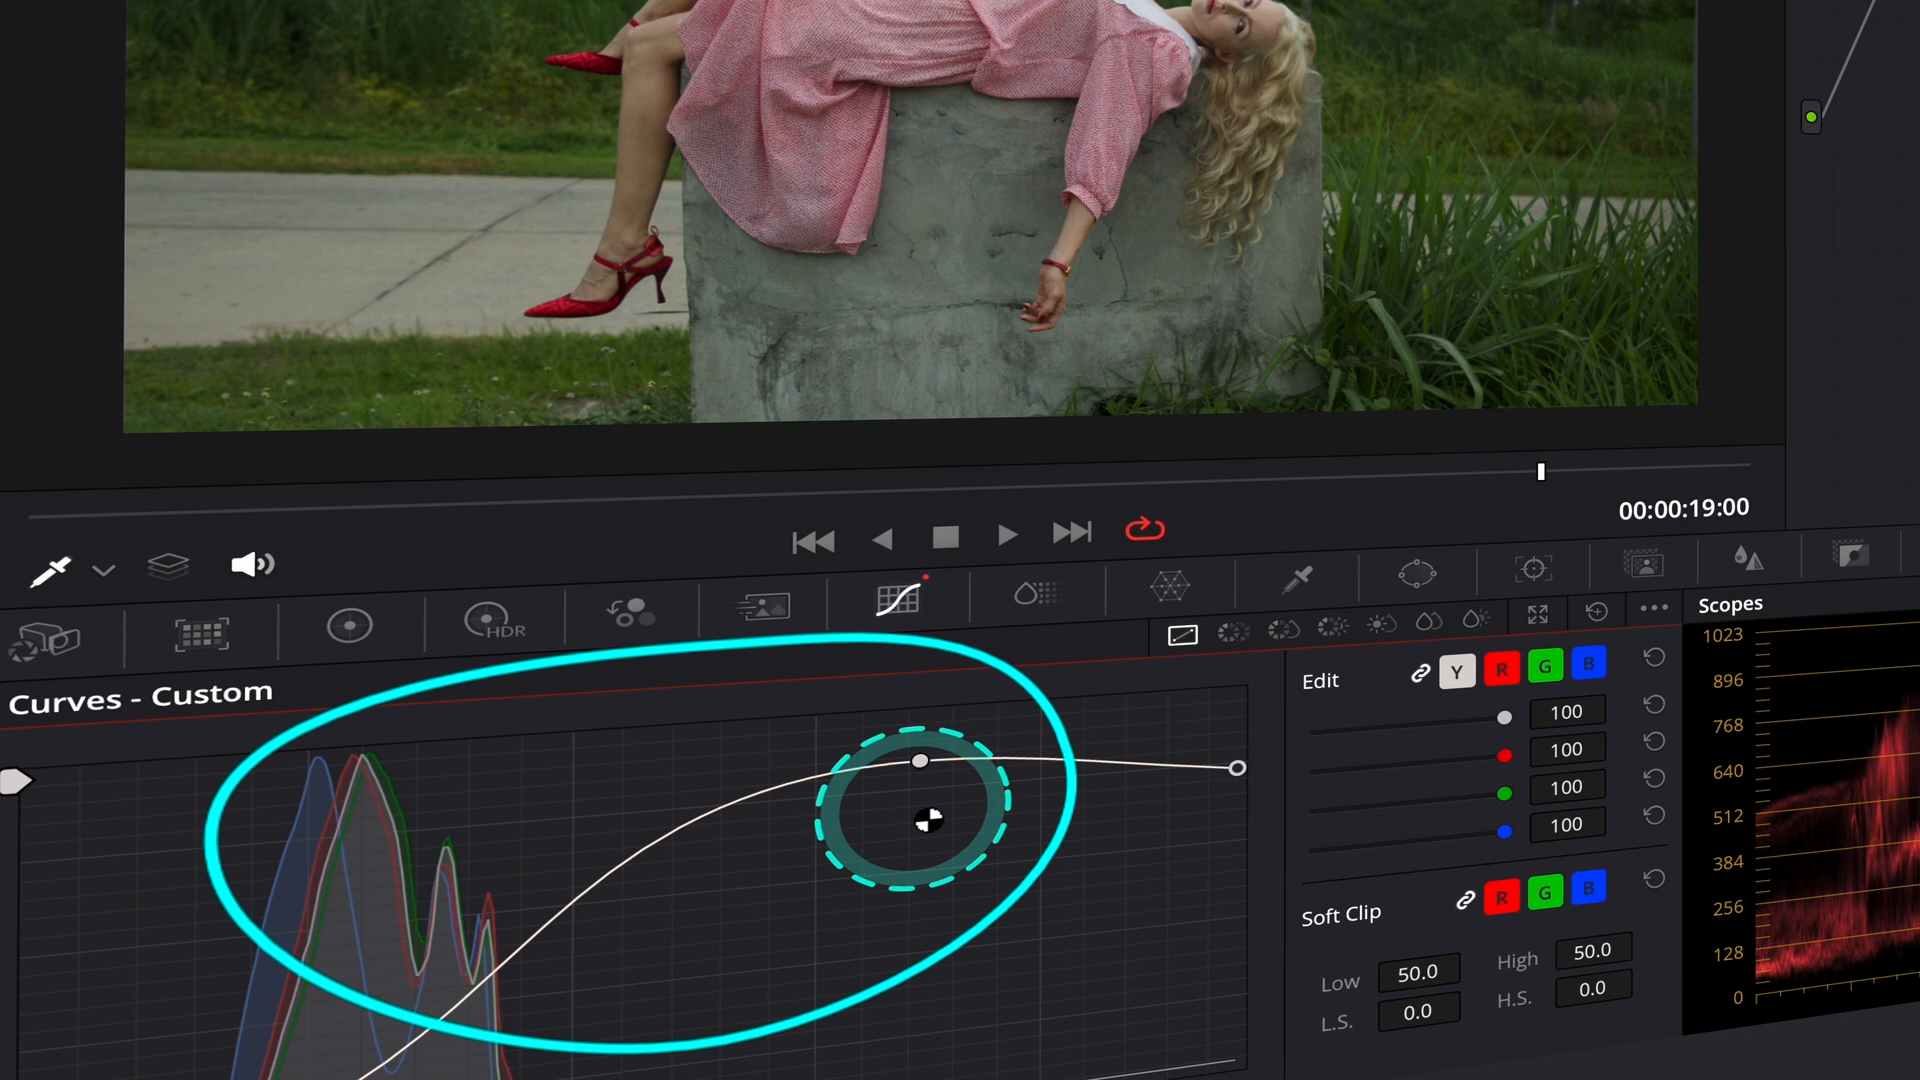 00:00:19:00
HDR
Curves - Custom
Edit
Y
R
G
B
100
100
100
100
Soft Clip
R
G
B
Low
50.0
High
50.0
L.S.
0.0
H.S.
0.0
Scopes
1023
896
768
640
512
384
256
128
0